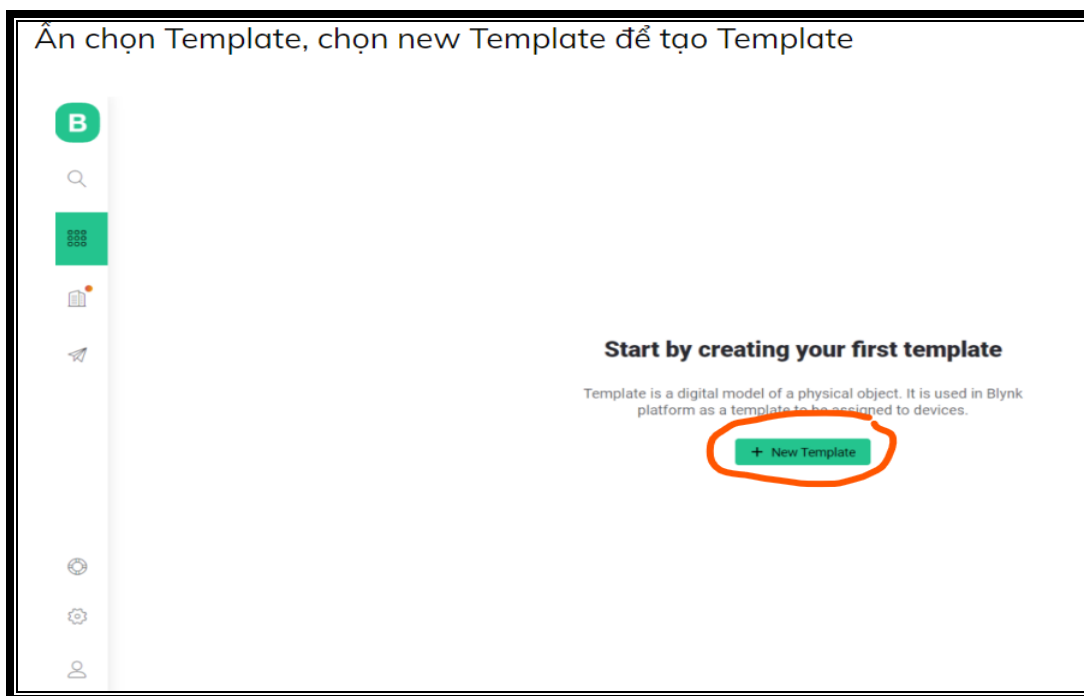 Ấn chọn Template, chọn new Template để tạo Template
B
Start by creating your first template
Template is a digital model of a physical object. It is used in Blynk
platform as a template to be assigned to devices.
+ New Template